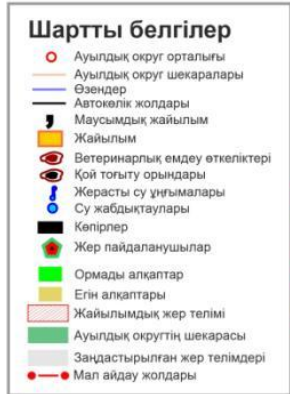 Шартты белгілер
Ауылдық округ орталығы
Ауылдық округ шекаралары
Өзендер
Автокөлік жолдары
Маусымдық жайылым
Жайылым
Ветеринарлық емдеу өткеліктері
Қой тоғыту орындары
Жерасты су ұңғымалары
Су жабдықтаулары
Көпірлер
Жер пайдаланушылар
Ормады алқаптар
Егін алқаптары
Жайылымдық жер телімі
Ауылдық округтің шекарасы
Заңдастырылған жер телімдері
Мал айдау жолдары